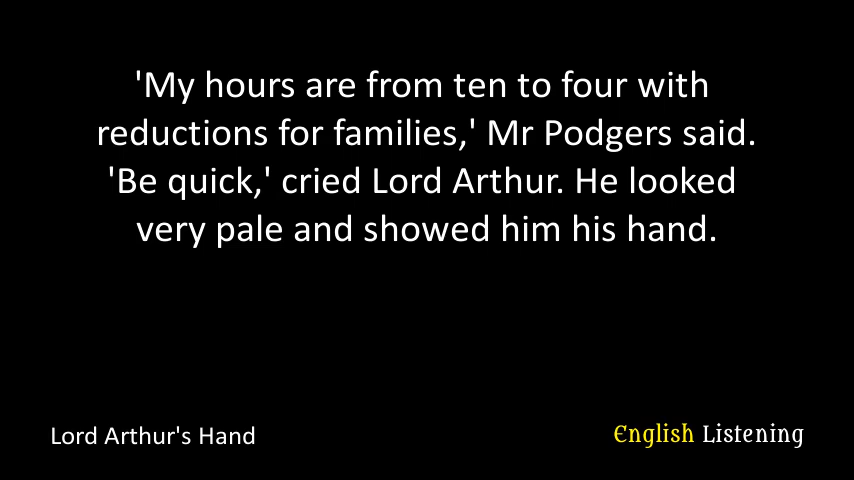 'My hours are from ten to four with
reductions for families,' Mr Podgers said.
'Be quick,' cried Lord Arthur. He looked
very pale and showed him his hand.
Lord Arthur's Hand
English Listening